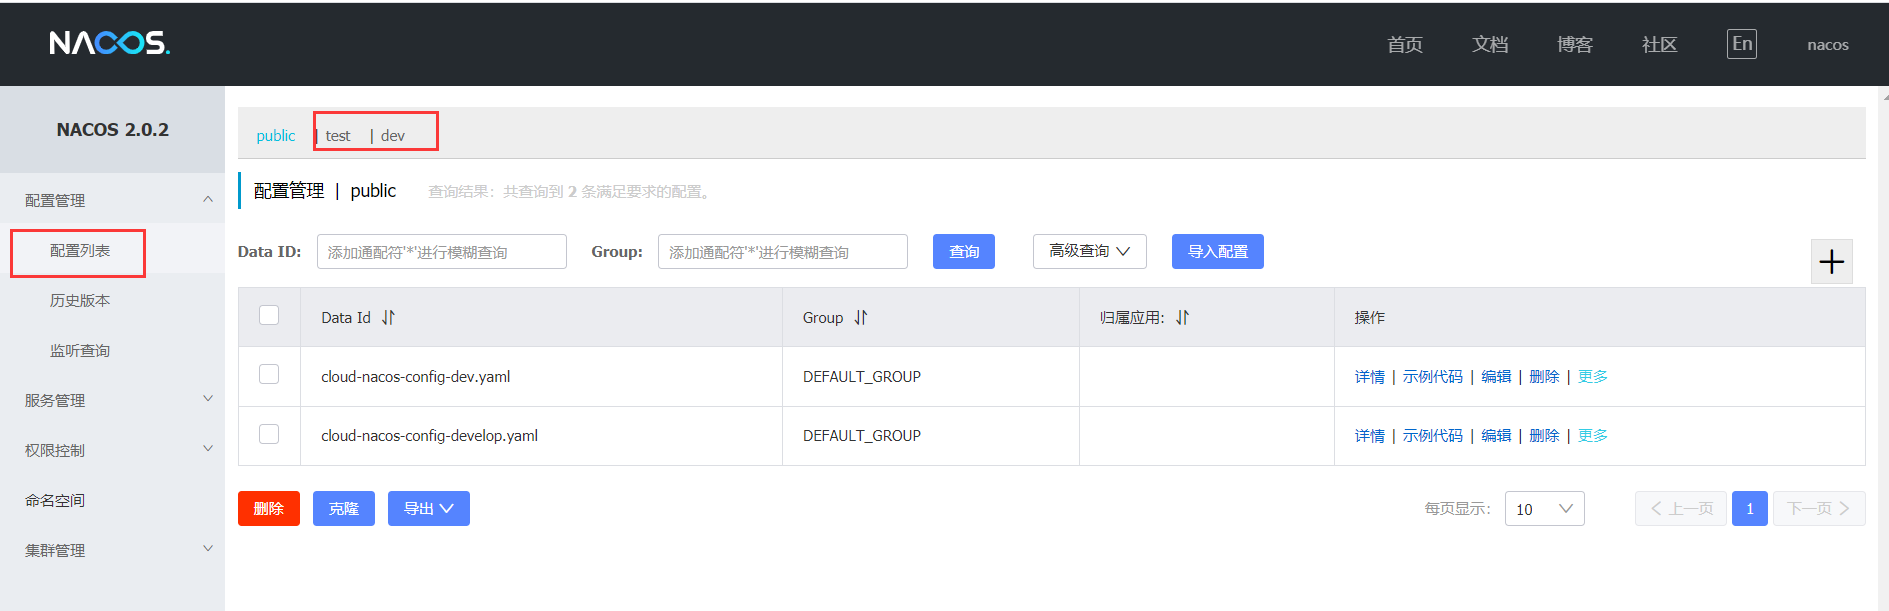 NACOS. 首页 文档 博客 社区 En nacos
NACOS 2.0.2
配置管理
配置列表
历史版本
监听查询
服务管理
权限控制
命名空间
集群管理
public | test | dev
配置管理 | public 查询结果：共查询到 2 条满足要求的配置。
Data ID: 添加通配符'*'进行模糊查询 Group: 添加通配符'*'进行模糊查询 查询 高级查询 导入配置
Data Id Group 归属应用: 操作
cloud-nacos-config-dev.yaml DEFAULT_GROUP 详情 | 示例代码 | 编辑 | 删除 | 更多
cloud-nacos-config-develop.yaml DEFAULT_GROUP 详情 | 示例代码 | 编辑 | 删除 | 更多
删除 克隆 导出 每页显示: 10 上一页 1 下一页